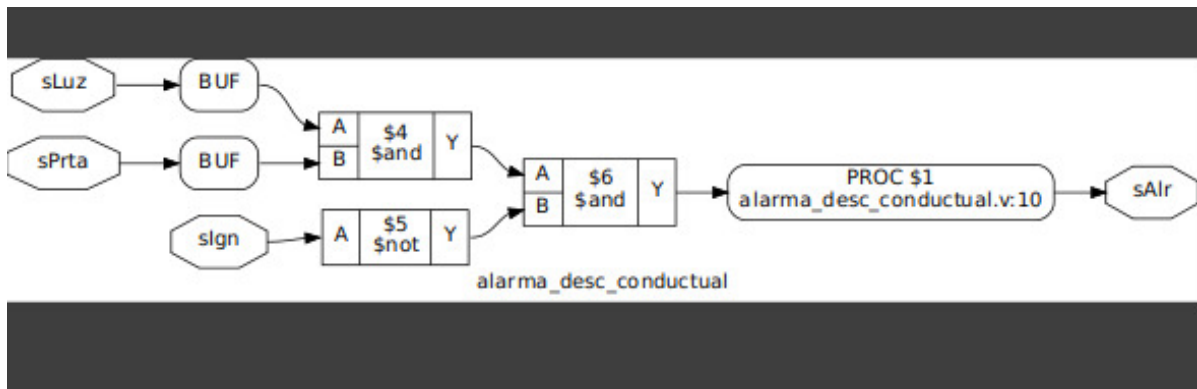 sLuz
BUF
sPrta
BUF
A
B
$4
$and
Y
sIgn
A
$5
$not
Y
A
B
$6
$and
Y
PROC $1
alarma_desc_conductual.v:10
sAlr
alarma_desc_conductual